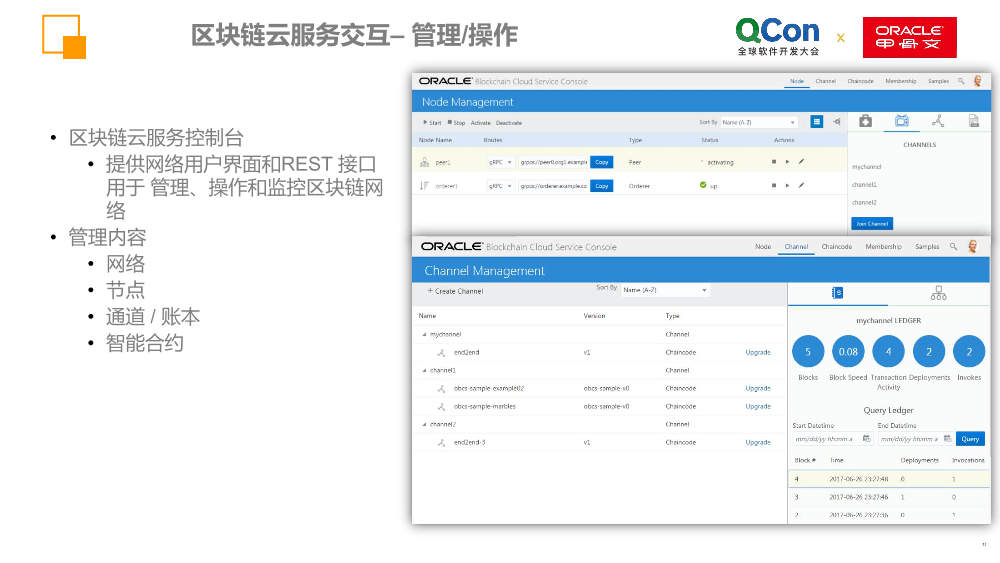 区块链云服务交互– 管理/操作
QCon
全球软件开发大会
x
ORACLE
甲骨文
• 区块链云服务控制台
• 提供网络用户界面和REST 接口
用于 管理、操作和监控区块链网
络
• 管理内容
• 网络
• 节点
• 通道 / 账本
• 智能合约
ORACLE Blockchain Cloud Service Console
Node Channel Chaincode Membership Samples
Node Management
Start Stop Activate Deactivate
Sort By Name (A-Z)
Node Name Routes Type Status Actions
peer1 gRPC grpcs://peer0.org1.example Copy Peer activating
orderer1 gRPC grpcs://orderer.example.co Copy Orderer up
CHANNELS
mychannel
channel1
channel2
Join Channel
ORACLE Blockchain Cloud Service Console
Node Channel Chaincode Membership Samples
Channel Management
+ Create Channel
Sort By Name (A-Z)
Name Version Type
mychannel Channel
end2end v1 Chaincode Upgrade
channel1 Channel
obcs-sample-example02 obcs-sample-v0 Chaincode Upgrade
obcs-sample-marbles obcs-sample-v0 Chaincode Upgrade
channel2 Channel
end2end-3 v1 Chaincode Upgrade
mychannel LEDGER
5 0.08 4 2 2
Blocks Block Speed Transaction Deployments Invokes
Activity
Query Ledger
Start Datetime End Datetime
mm/dd/yy hh:mm a mm/dd/yy hh:mm a Query
Block # Time Deployments Invocations
4 2017-06-26 23:27:48 0 1
3 2017-06-26 23:27:46 1 0
2 2017-06-26 23:27:36 0 1